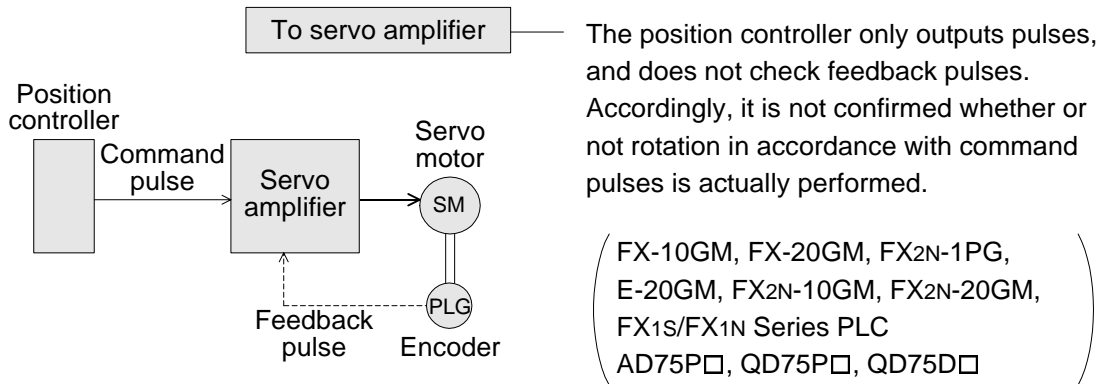 To servo amplifier
The position controller only outputs pulses,
and does not check feedback pulses.
Accordingly, it is not confirmed whether or
not rotation in accordance with command
pulses is actually performed.
Position
controller
Command
pulse
Servo
amplifier
Servo
motor
SM
PLG
Feedback
pulse
Encoder
FX-10GM, FX-20GM, FX2N-1PG,
E-20GM, FX2N-10GM, FX2N-20GM,
FX1S/FX1N Series PLC
AD75P□, QD75P□, QD75D□